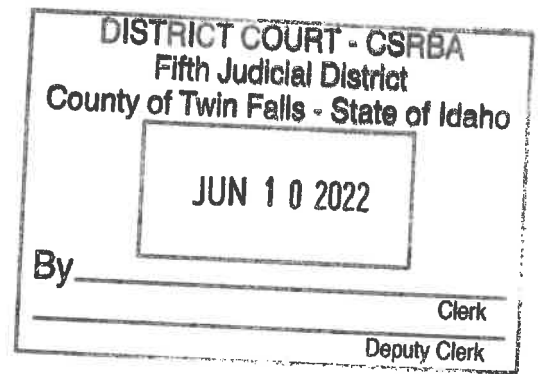 DISTRICT COURT - CSRBA
Fifth Judicial District
County of Twin Falls - State of Idaho
JUN 10 2022
By
Clerk
Deputy Clerk